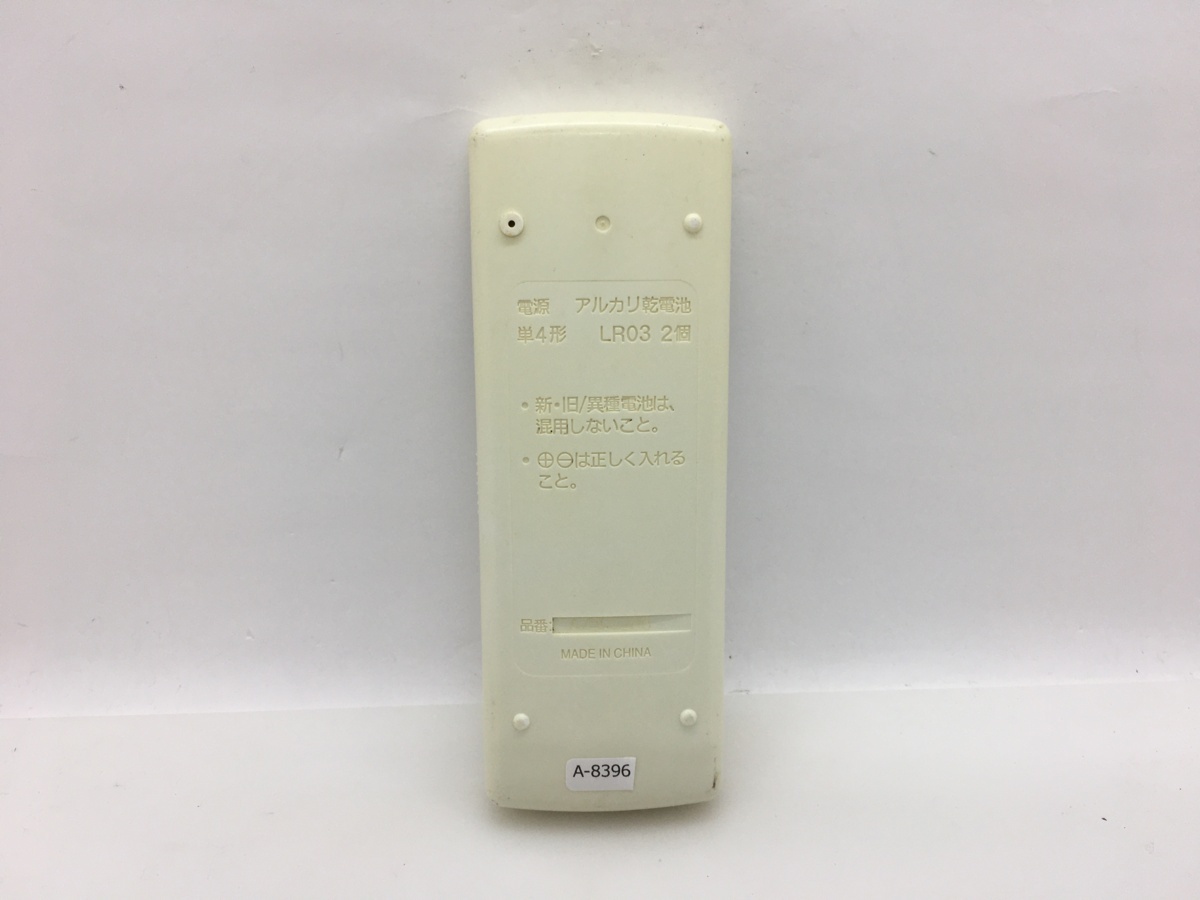 電源 アルカリ乾電池
単4形 LR03 2個
• 新・旧/異種電池は、
混用しないこと。
• ⊕⊖は正しく入れる
こと。
品番:
MADE IN CHINA
A-8396